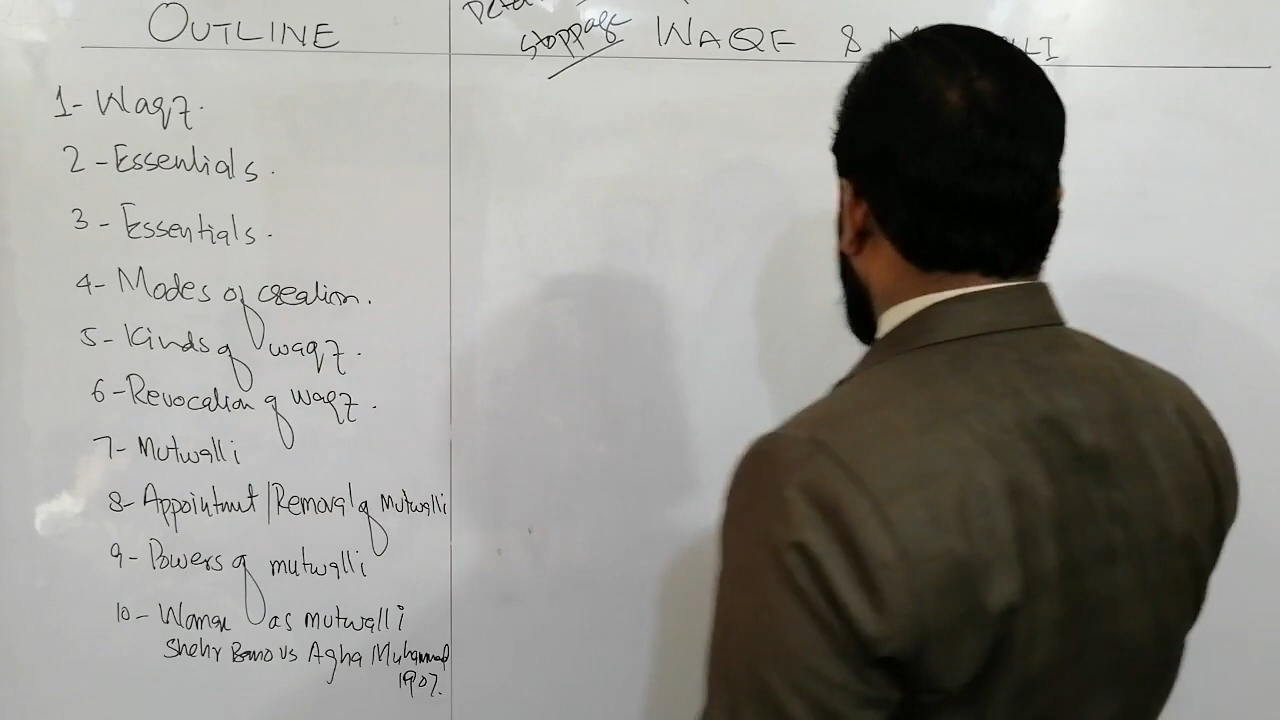 OUTLINE
stoppage WAQF &
1- Waqf.
2 - Essentials.
3 - Essentials.
4- Modes of creation.
5- Kinds of waqf.
6 - Revocation of waqf.
7- Mutwalli
8- Appointmnt / Removal of Mutwalli
9 - Powers of mutwalli
10 - Woman as mutwalli
Shehr Bano vs Agha Muhammad
1907.